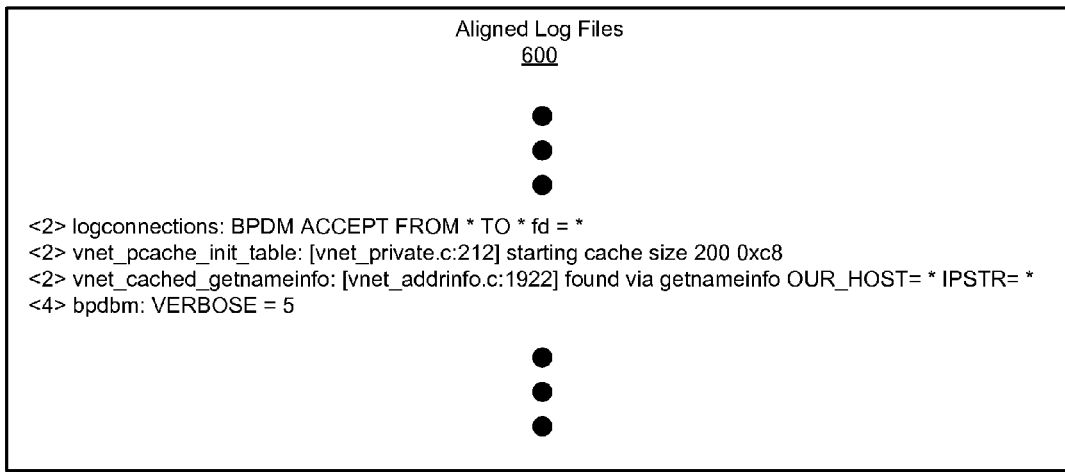 Aligned Log Files
600
<2> logconnections: BPDM ACCEPT FROM * TO * fd = *
<2> vnet_pcache_init_table: [vnet_private.c:212] starting cache size 200 0xc8
<2> vnet_cached_getnameinfo: [vnet_addrinfo.c:1922] found via getnameinfo OUR_HOST= * IPSTR= *
<4> bpdbm: VERBOSE = 5